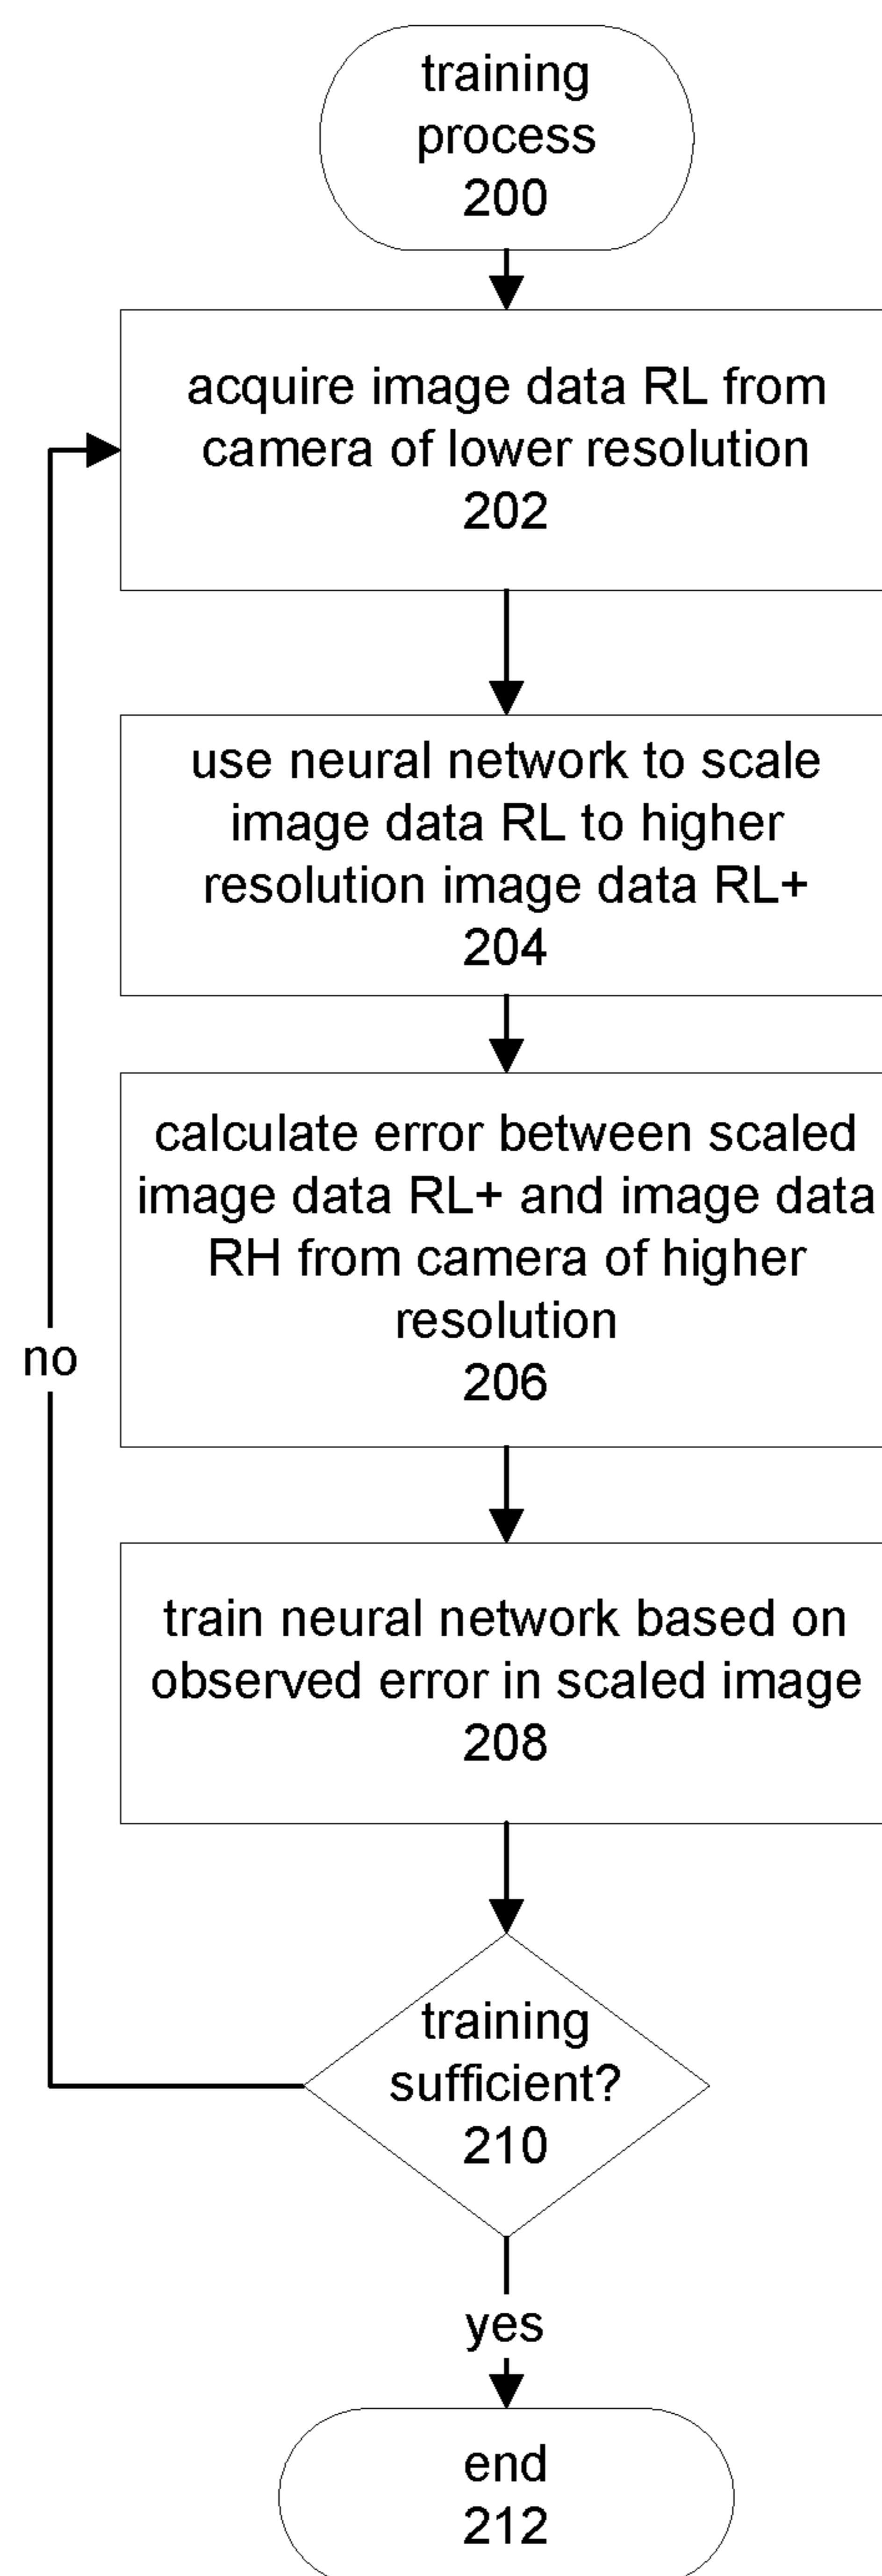 training
process
200
acquire image data RL from
camera of lower resolution
202
use neural network to scale
image data RL to higher
resolution image data RL+
204
calculate error between scaled
image data RL+ and image data
RH from camera of higher
resolution
206
no
train neural network based on
observed error in scaled image
208
training
sufficient?
210
yes
end
212